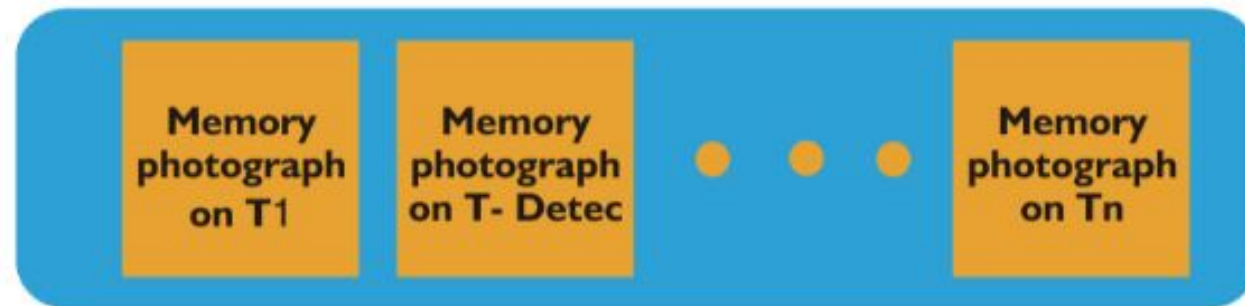 Memory
photograph
on T1
Memory
photograph
on T- Detec
Memory
photograph
on Tn